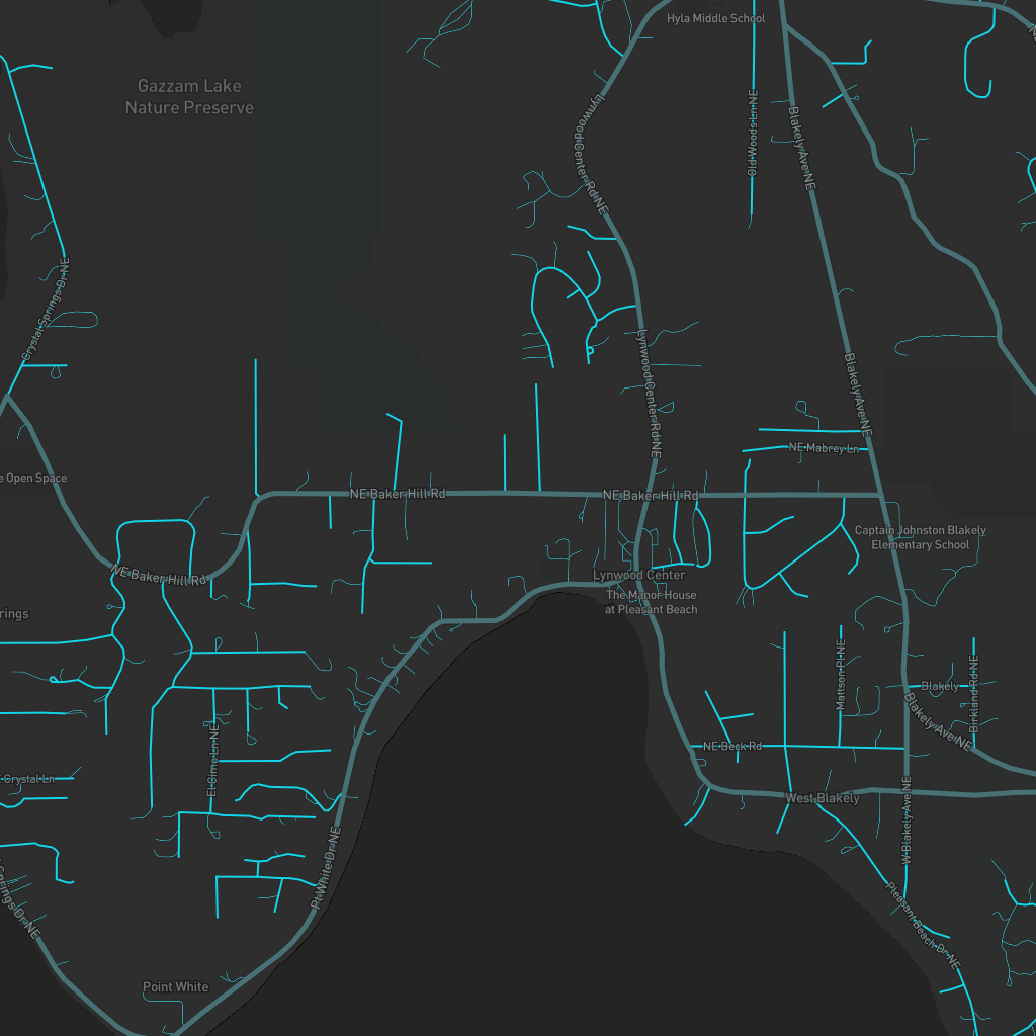 Hyla Middle School
Gazzam Lake
Nature Preserve
Lynwood Center Rd NE
Old Woods Ln NE
Blakely Ave NE
Crystal Springs Dr NE
Lynwood Center Rd NE
Blakely Ave NE
NE Mabrey Ln
e Open Space
NE Baker Hill Rd
NE Baker Hill Rd
Captain Johnston Blakely
Elementary School
NE Baker Hill Rd
Lynwood Center
The Manor House
at Pleasant Beach
rings
Mattson Pl NE
Birkland Rd NE
Blakely
Blakely Ave NE
El Cimo Ln NE
NE Beck Rd
Crystal Ln
West Blakely
W Blakely Ave NE
Pt White Dr NE
Springs Dr NE
Pleasant Beach Dr NE
Point White